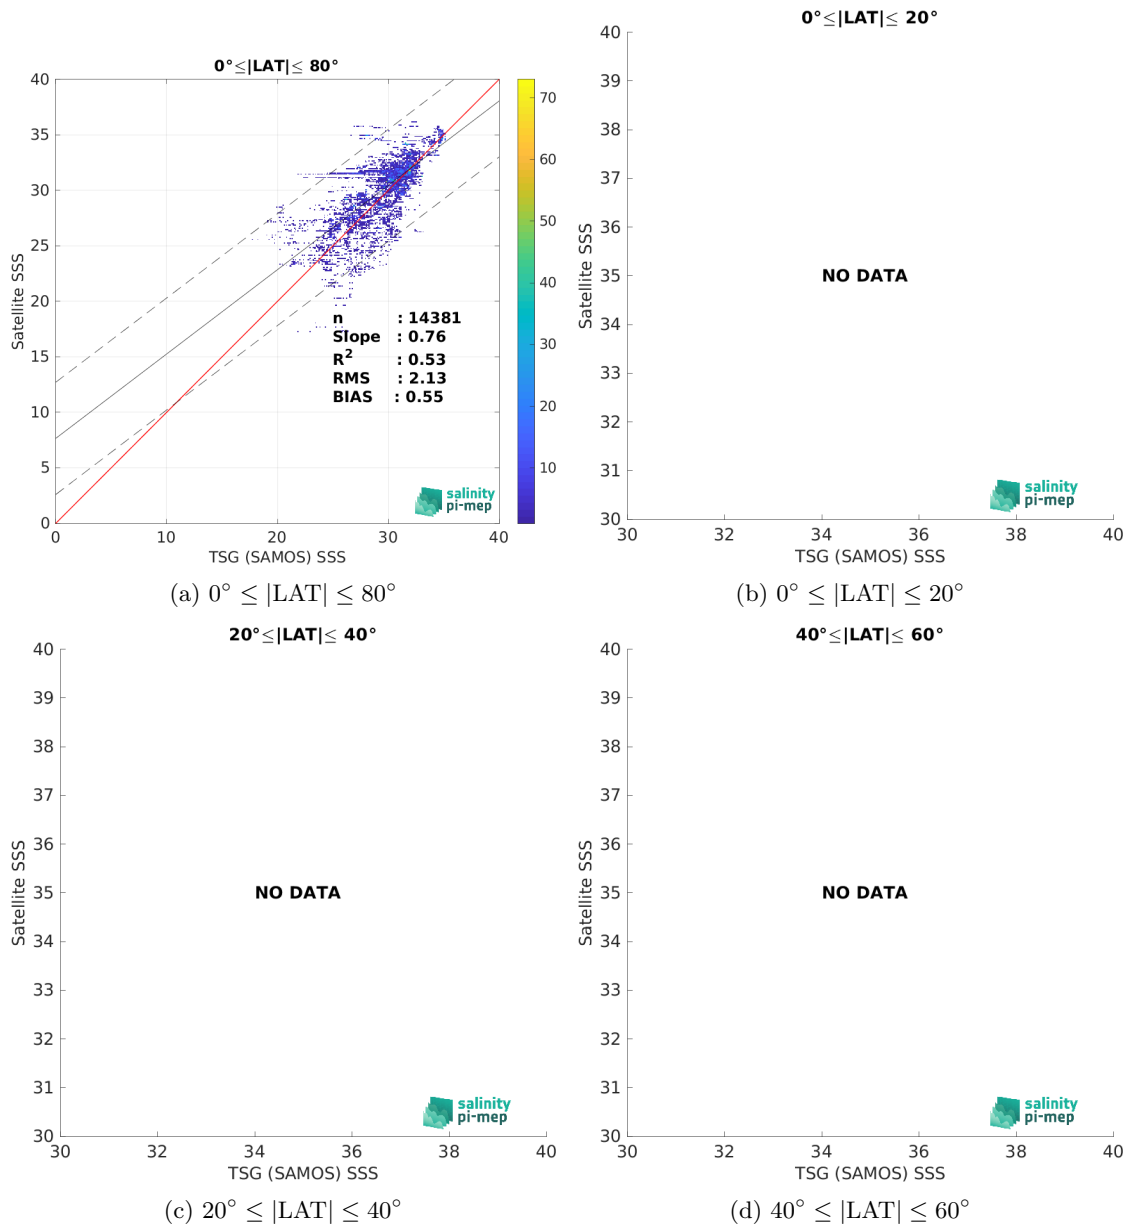 0°≤|LAT|≤ 80°
40
35
30
25
20
15
10
5
0
0
10
20
30
40
Satellite SSS
TSG (SAMOS) SSS
n : 14381
Slope : 0.76
R² : 0.53
RMS : 2.13
BIAS : 0.55
70
60
50
40
30
20
10
salinity
pi-mep
(a) 0° ≤ |LAT| ≤ 80°
0°≤|LAT|≤ 20°
40
39
38
37
36
35
34
33
32
31
30
30
32
34
36
38
40
Satellite SSS
NO DATA
salinity
pi-mep
TSG (SAMOS) SSS
(b) 0° ≤ |LAT| ≤ 20°
20°≤|LAT|≤ 40°
40
39
38
37
36
35
34
33
32
31
30
30
32
34
36
38
40
Satellite SSS
NO DATA
salinity
pi-mep
TSG (SAMOS) SSS
(c) 20° ≤ |LAT| ≤ 40°
40°≤|LAT|≤ 60°
40
39
38
37
36
35
34
33
32
31
30
30
32
34
36
38
40
Satellite SSS
NO DATA
salinity
pi-mep
TSG (SAMOS) SSS
(d) 40° ≤ |LAT| ≤ 60°